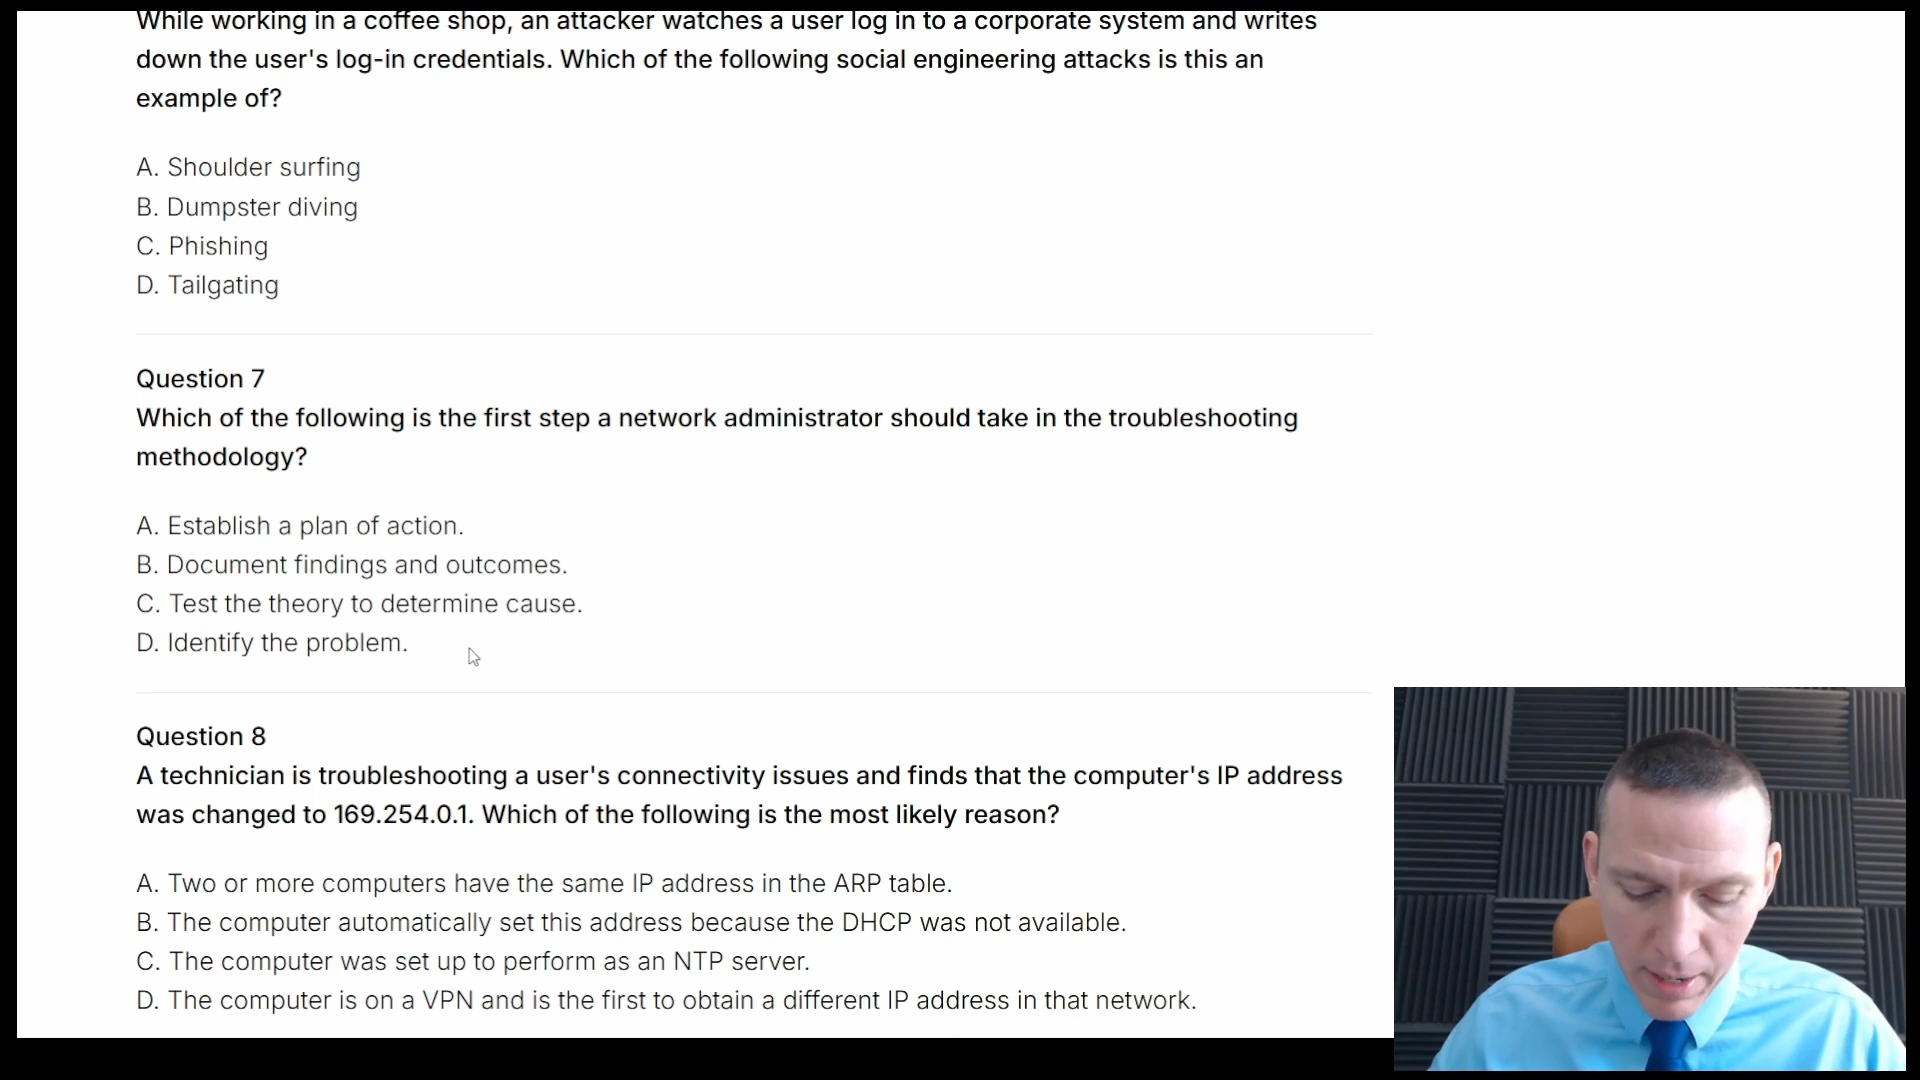 While working in a coffee shop, an attacker watches a user log in to a corporate system and writes
down the user's log-in credentials. Which of the following social engineering attacks is this an
example of?
A. Shoulder surfing
B. Dumpster diving
C. Phishing
D. Tailgating
Question 7
Which of the following is the first step a network administrator should take in the troubleshooting
methodology?
A. Establish a plan of action.
B. Document findings and outcomes.
C. Test the theory to determine cause.
D. Identify the problem.
Question 8
A technician is troubleshooting a user's connectivity issues and finds that the computer's IP address
was changed to 169.254.0.1. Which of the following is the most likely reason?
A. Two or more computers have the same IP address in the ARP table.
B. The computer automatically set this address because the DHCP was not available.
C. The computer was set up to perform as an NTP server.
D. The computer is on a VPN and is the first to obtain a different IP address in that network.